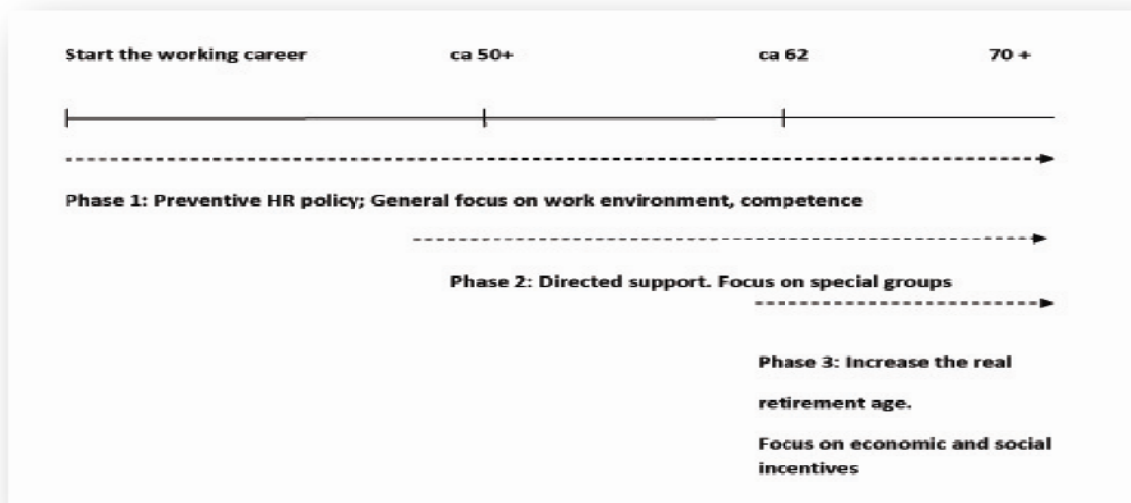 Start the working career ca 50+ ca 62 70 +
Phase 1: Preventive HR policy; General focus on work environment, competence
Phase 2: Directed support. Focus on special groups
Phase 3: Increase the real
retirement age.
Focus on economic and social
incentives